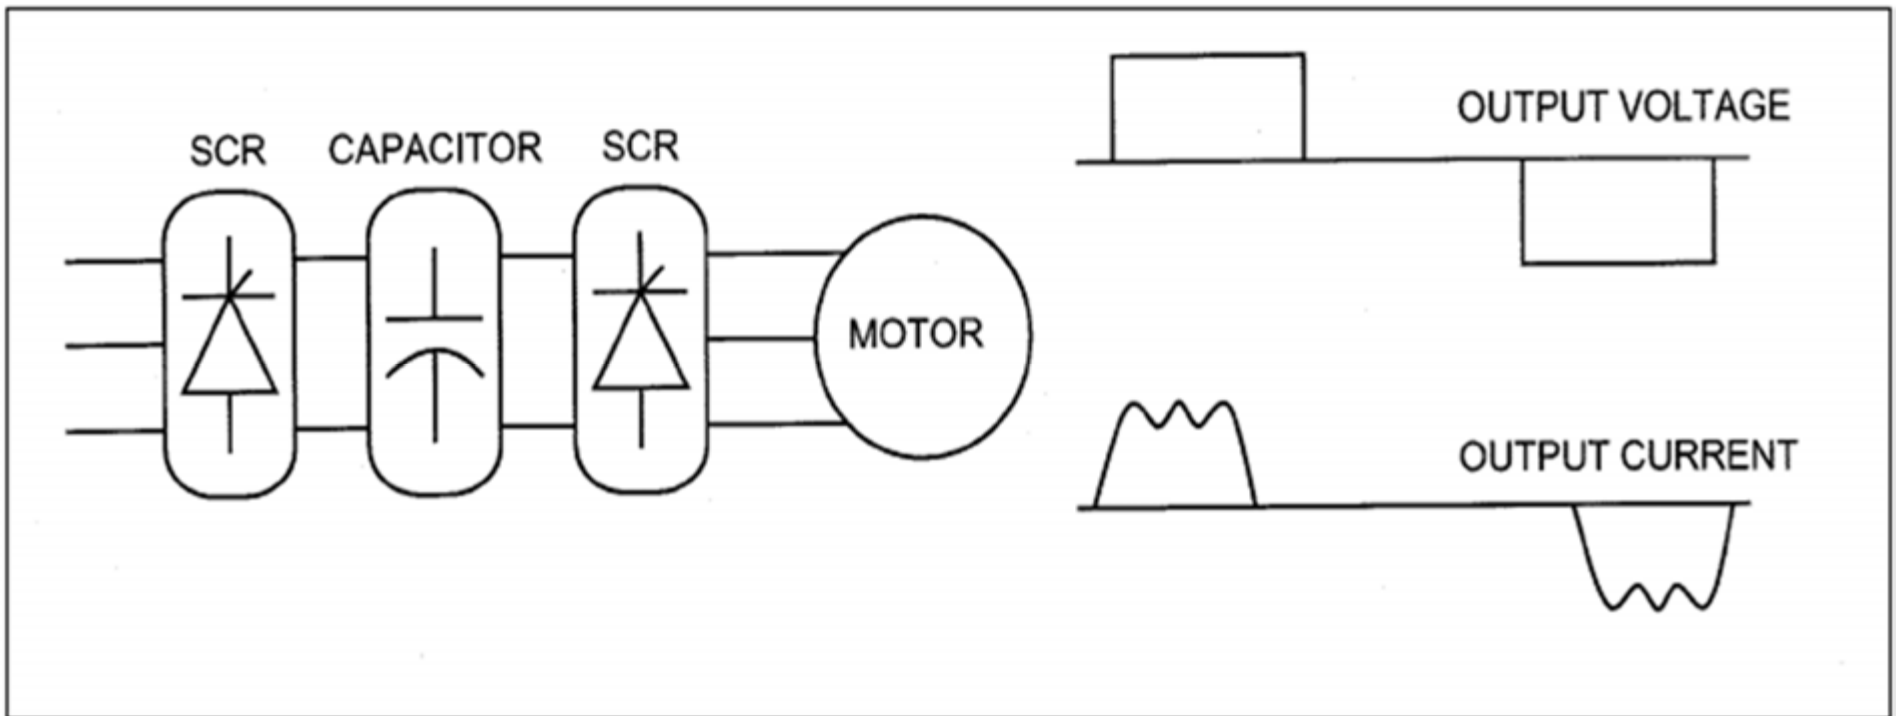 SCR
CAPACITOR
SCR
MOTOR
OUTPUT VOLTAGE
OUTPUT CURRENT